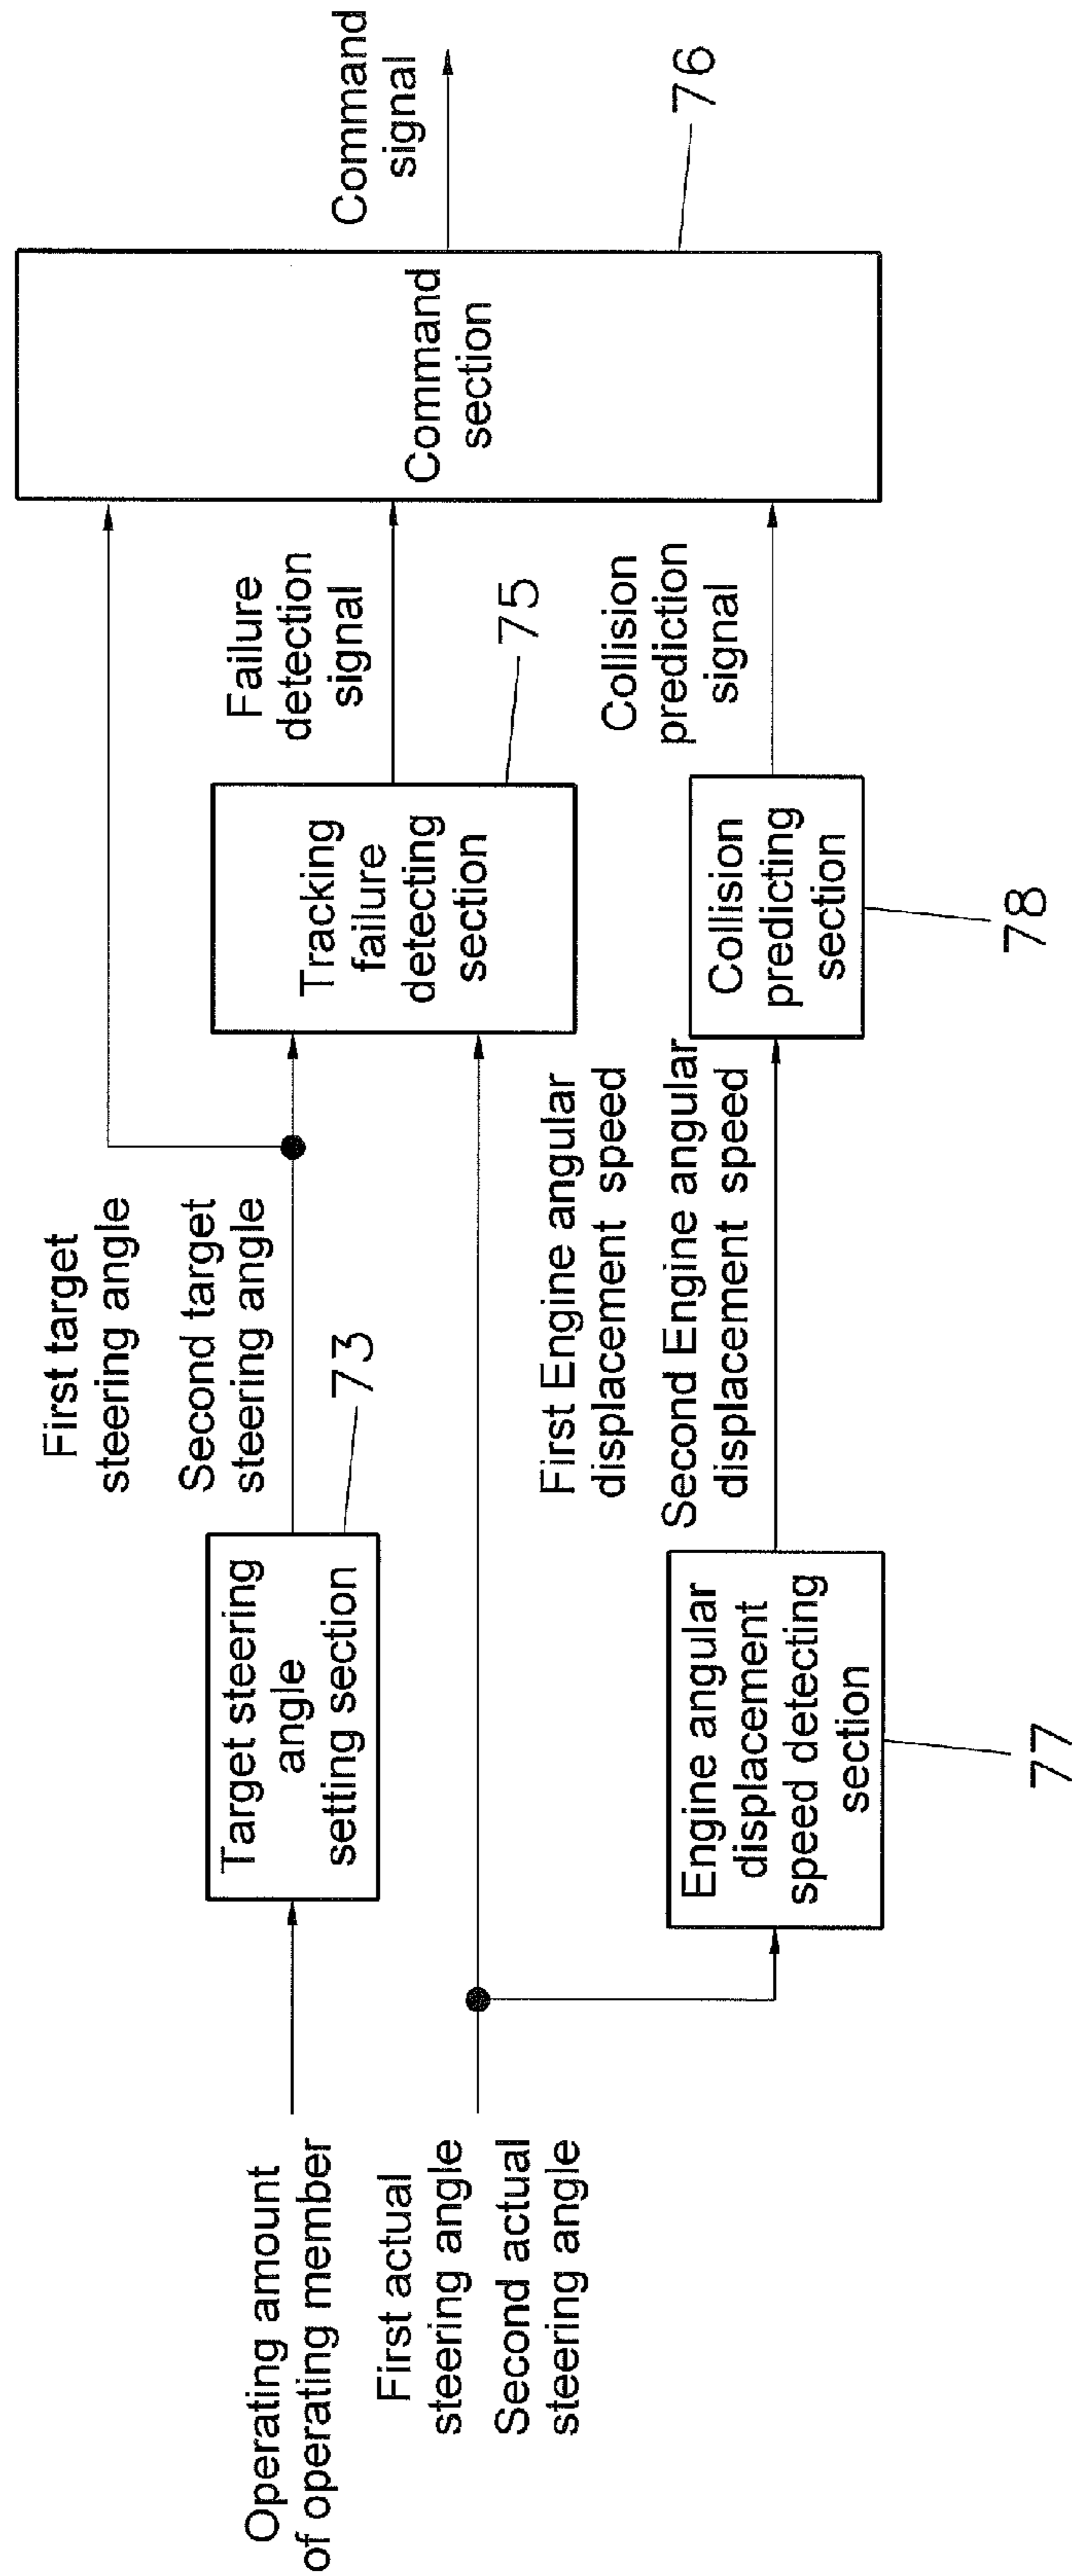 Operating amount
of operating member
First actual
steering angle
Second actual
steering angle
Target steering
angle
setting section
73
First target
steering angle
Second target
steering angle
Engine angular
displacement
speed detecting
section
77
First Engine angular
displacement speed
Second Engine angular
displacement speed
Tracking
failure
detecting
section
75
Collision
predicting
section
78
Failure
detection
signal
Collision
prediction
signal
Command
section
76
Command
signal